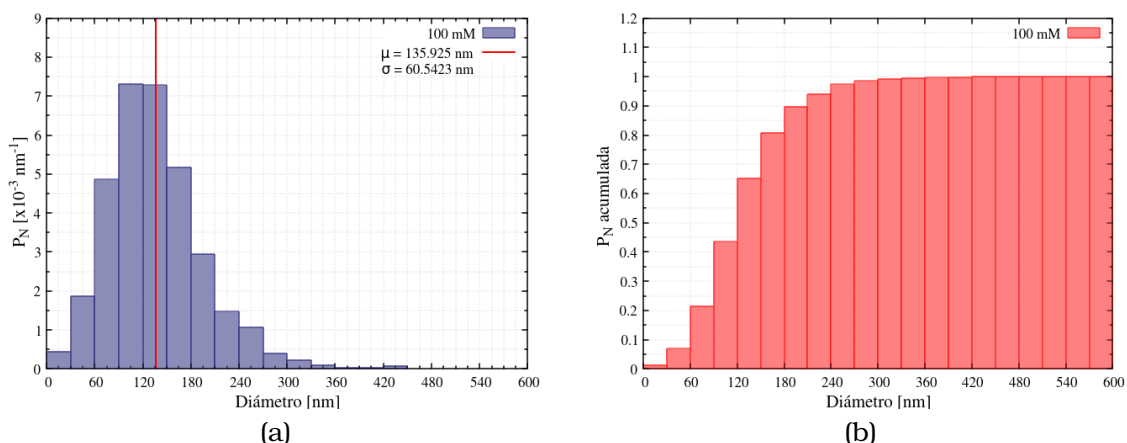 9
8
7
6
5
4
3
2
1
0
P_N [x10⁻³ nm⁻¹]
100 mM
μ = 135.925 nm
σ = 60.5423 nm
0 60 120 180 240 300 360 420 480 540 600
Diámetro [nm]
(a)
1.2
1.1
1
0.9
0.8
0.7
0.6
0.5
0.4
0.3
0.2
0.1
0
P_N acumulada
100 mM
0 60 120 180 240 300 360 420 480 540 600
Diámetro [nm]
(b)